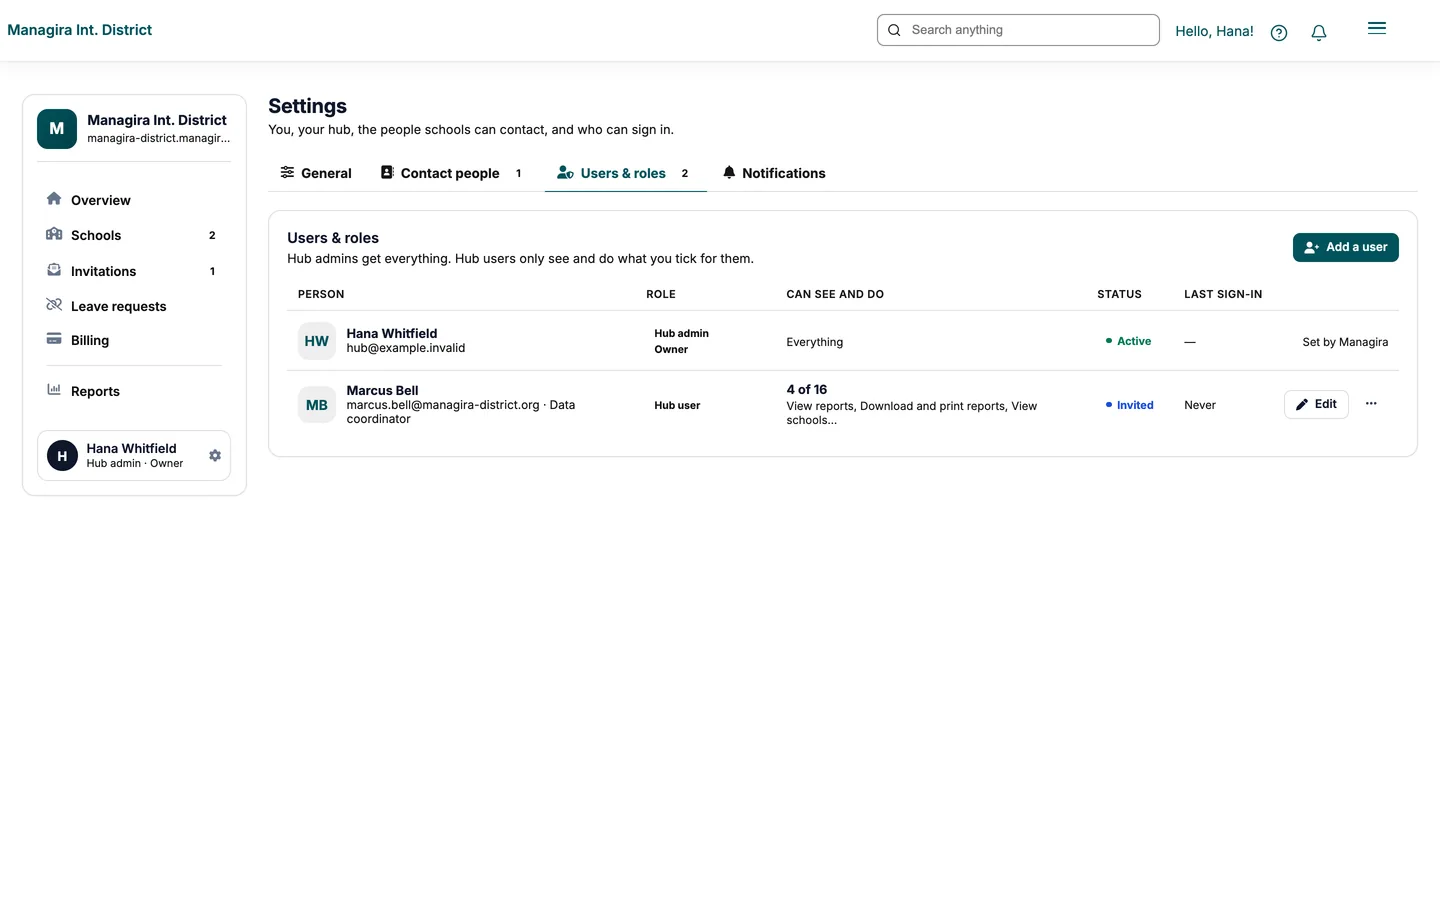 Managira Int. District
Search anything
Hello, Hana!
M
Managira Int. District
managira-district.managir...
Overview
Schools 2
Invitations 1
Leave requests
Billing
Reports
H
Hana Whitfield
Hub admin · Owner
Settings
You, your hub, the people schools can contact, and who can sign in.
General
Contact people 1
Users & roles 2
Notifications
Users & roles
Hub admins get everything. Hub users only see and do what you tick for them.
Add a user
PERSON ROLE CAN SEE AND DO STATUS LAST SIGN-IN
HW
Hana Whitfield
hub@example.invalid
Hub admin
Owner
Everything
Active
—
Set by Managira
MB
Marcus Bell
marcus.bell@managira-district.org · Data
coordinator
Hub user
4 of 16
View reports, Download and print reports, View
schools...
Invited
Never
Edit